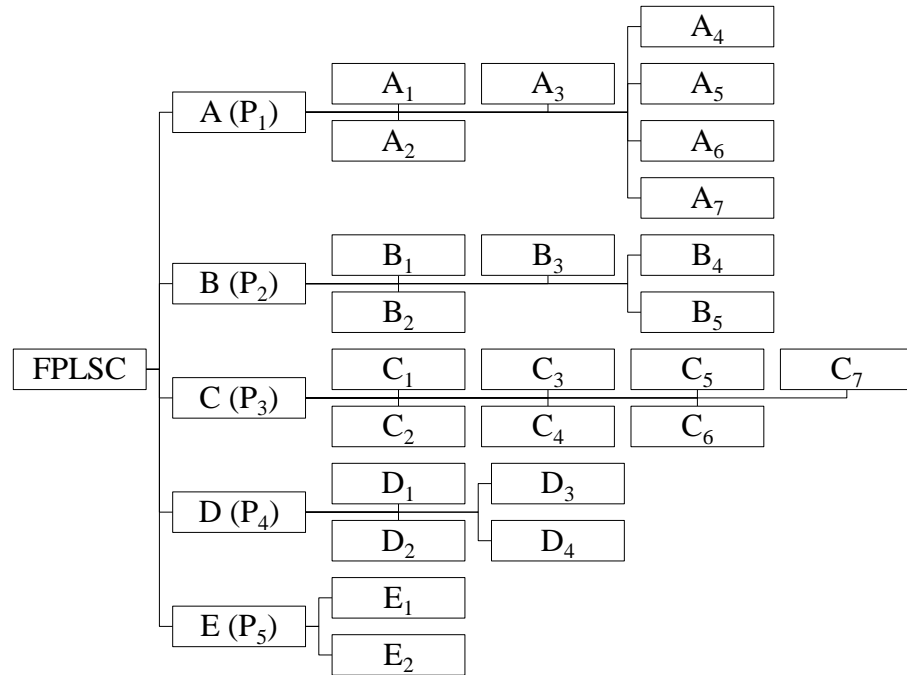 A₄
A₁ A₃ A₅
A (P₁)
A₂ A₆
A₇
B₁ B₃ B₄
B (P₂)
B₂ B₅
FPLSC
C₁ C₃ C₅ C₇
C (P₃)
C₂ C₄ C₆
D₁ D₃
D (P₄)
D₂ D₄
E₁
E (P₅)
E₂